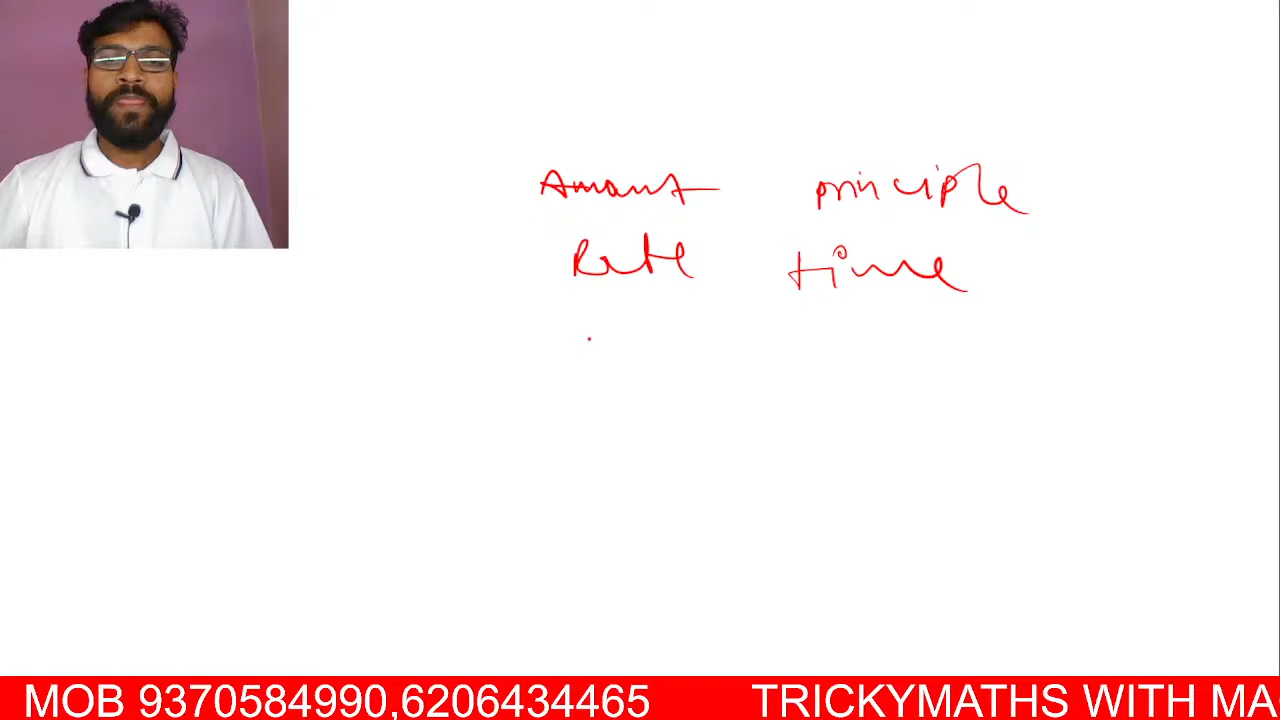 Amount principle
Rate time
MOB 9370584990,6206434465 TRICKYMATHS WITH MA